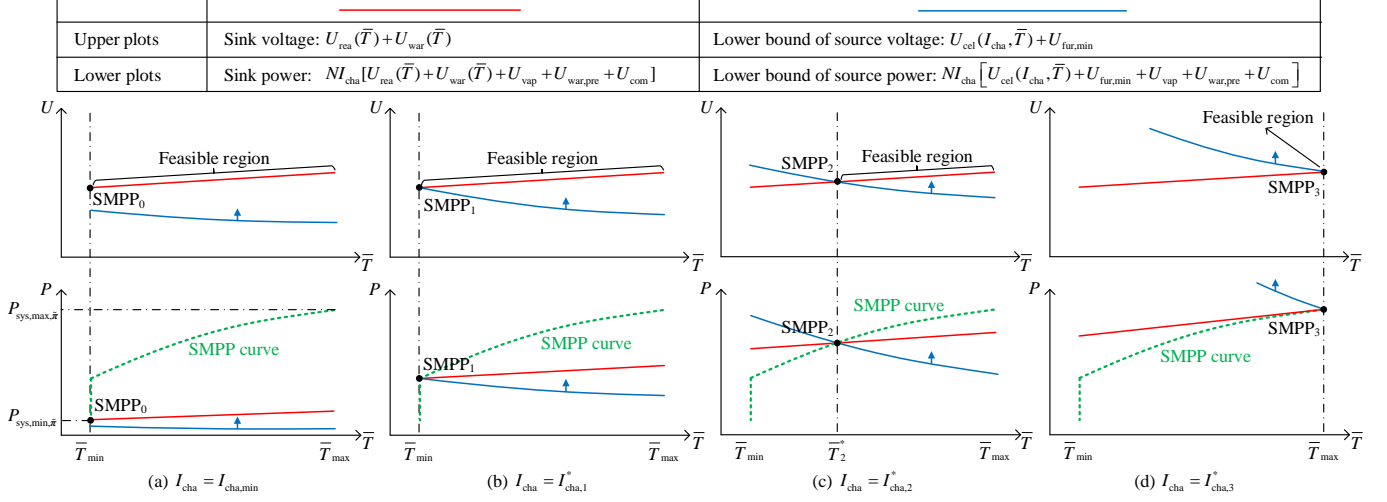 Upper plots Sink voltage: U_rea(T̅)+U_war(T̅) Lower bound of source voltage: U_cel(I_cha,T̅)+U_fur,min
Lower plots Sink power: NI_cha[U_rea(T̅)+U_war(T̅)+U_vap+U_war,pre+U_com] Lower bound of source power: NI_cha[U_cel(I_cha,T̅)+U_fur,min+U_vap+U_war,pre+U_com]
U Feasible region SMPP_0 T̅
U Feasible region SMPP_1 T̅
U SMPP_2 Feasible region T̅
U Feasible region SMPP_3 T̅
P P_sys,max,π̃ SMPP curve SMPP_0 P_sys,min,π̃ T̅
P SMPP curve SMPP_1 T̅
P SMPP curve SMPP_2 T̅
P SMPP_3 SMPP curve T̅
T̅_min T̅_max T̅_min T̅_max T̅_min T̅_2^* T̅_max T̅_min T̅_max
(a) I_cha = I_cha,min (b) I_cha = I^*_cha,1 (c) I_cha = I^*_cha,2 (d) I_cha = I^*_cha,3